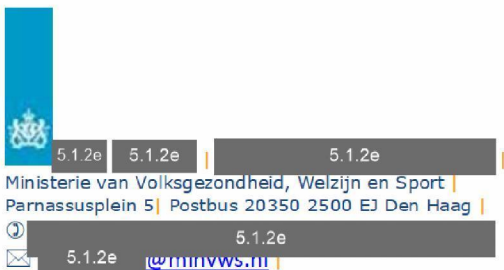 5.1.2e 5.1.2e | 5.1.2e |
Ministerie van Volksgezondheid, Welzijn en Sport |
Parnassusplein 5| Postbus 20350 2500 EJ Den Haag |
5.1.2e
5.1.2e @minvws.nl |